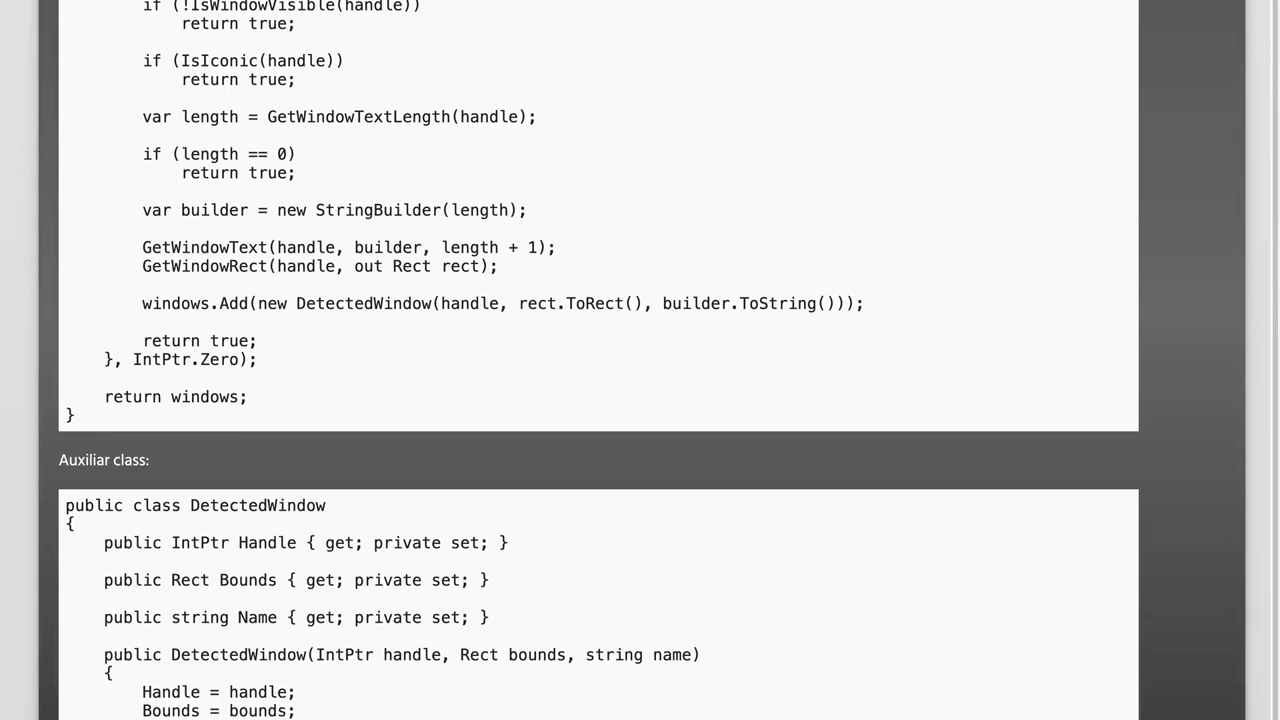 if (!IsWindowVisible(handle))
return true;
if (IsIconic(handle))
return true;
var length = GetWindowTextLength(handle);
if (length == 0)
return true;
var builder = new StringBuilder(length);
GetWindowText(handle, builder, length + 1);
GetWindowRect(handle, out Rect rect);
windows.Add(new DetectedWindow(handle, rect.ToRect(), builder.ToString()));
return true;
}, IntPtr.Zero);
return windows;
}
Auxiliar class:
public class DetectedWindow
{
public IntPtr Handle { get; private set; }
public Rect Bounds { get; private set; }
public string Name { get; private set; }
public DetectedWindow(IntPtr handle, Rect bounds, string name)
{
Handle = handle;
Bounds = bounds;